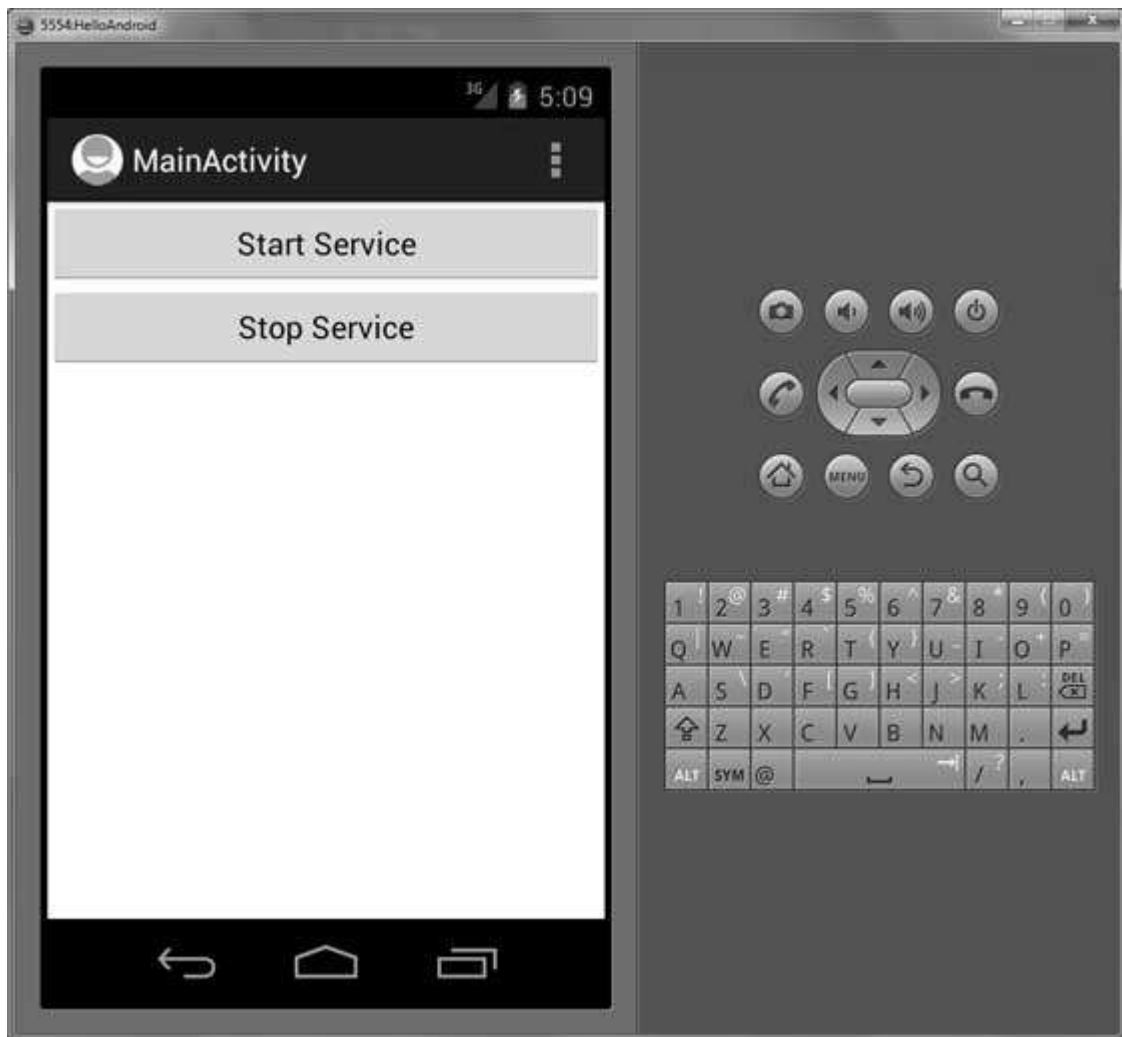 5554:HelloAndroid
3G 5:09
MainActivity
Start Service
Stop Service
MENU
1 ! 2 @ 3 # 4 $ 5 % 6 ^ 7 & 8 * 9 ( 0 )
Q W E R T Y U I O P
A S D F G H J K L DEL
Z X C V B N M .
ALT SYM @ / ? , ALT